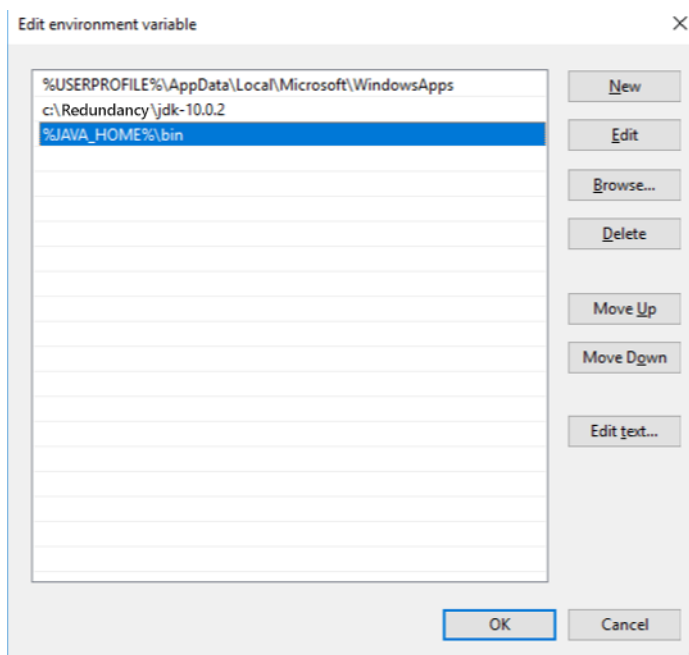 Edit environment variable
%USERPROFILE%\AppData\Local\Microsoft\WindowsApps
c:\Redundancy\jdk-10.0.2
%JAVA_HOME%\bin
New
Edit
Browse...
Delete
Move Up
Move Down
Edit text...
OK
Cancel